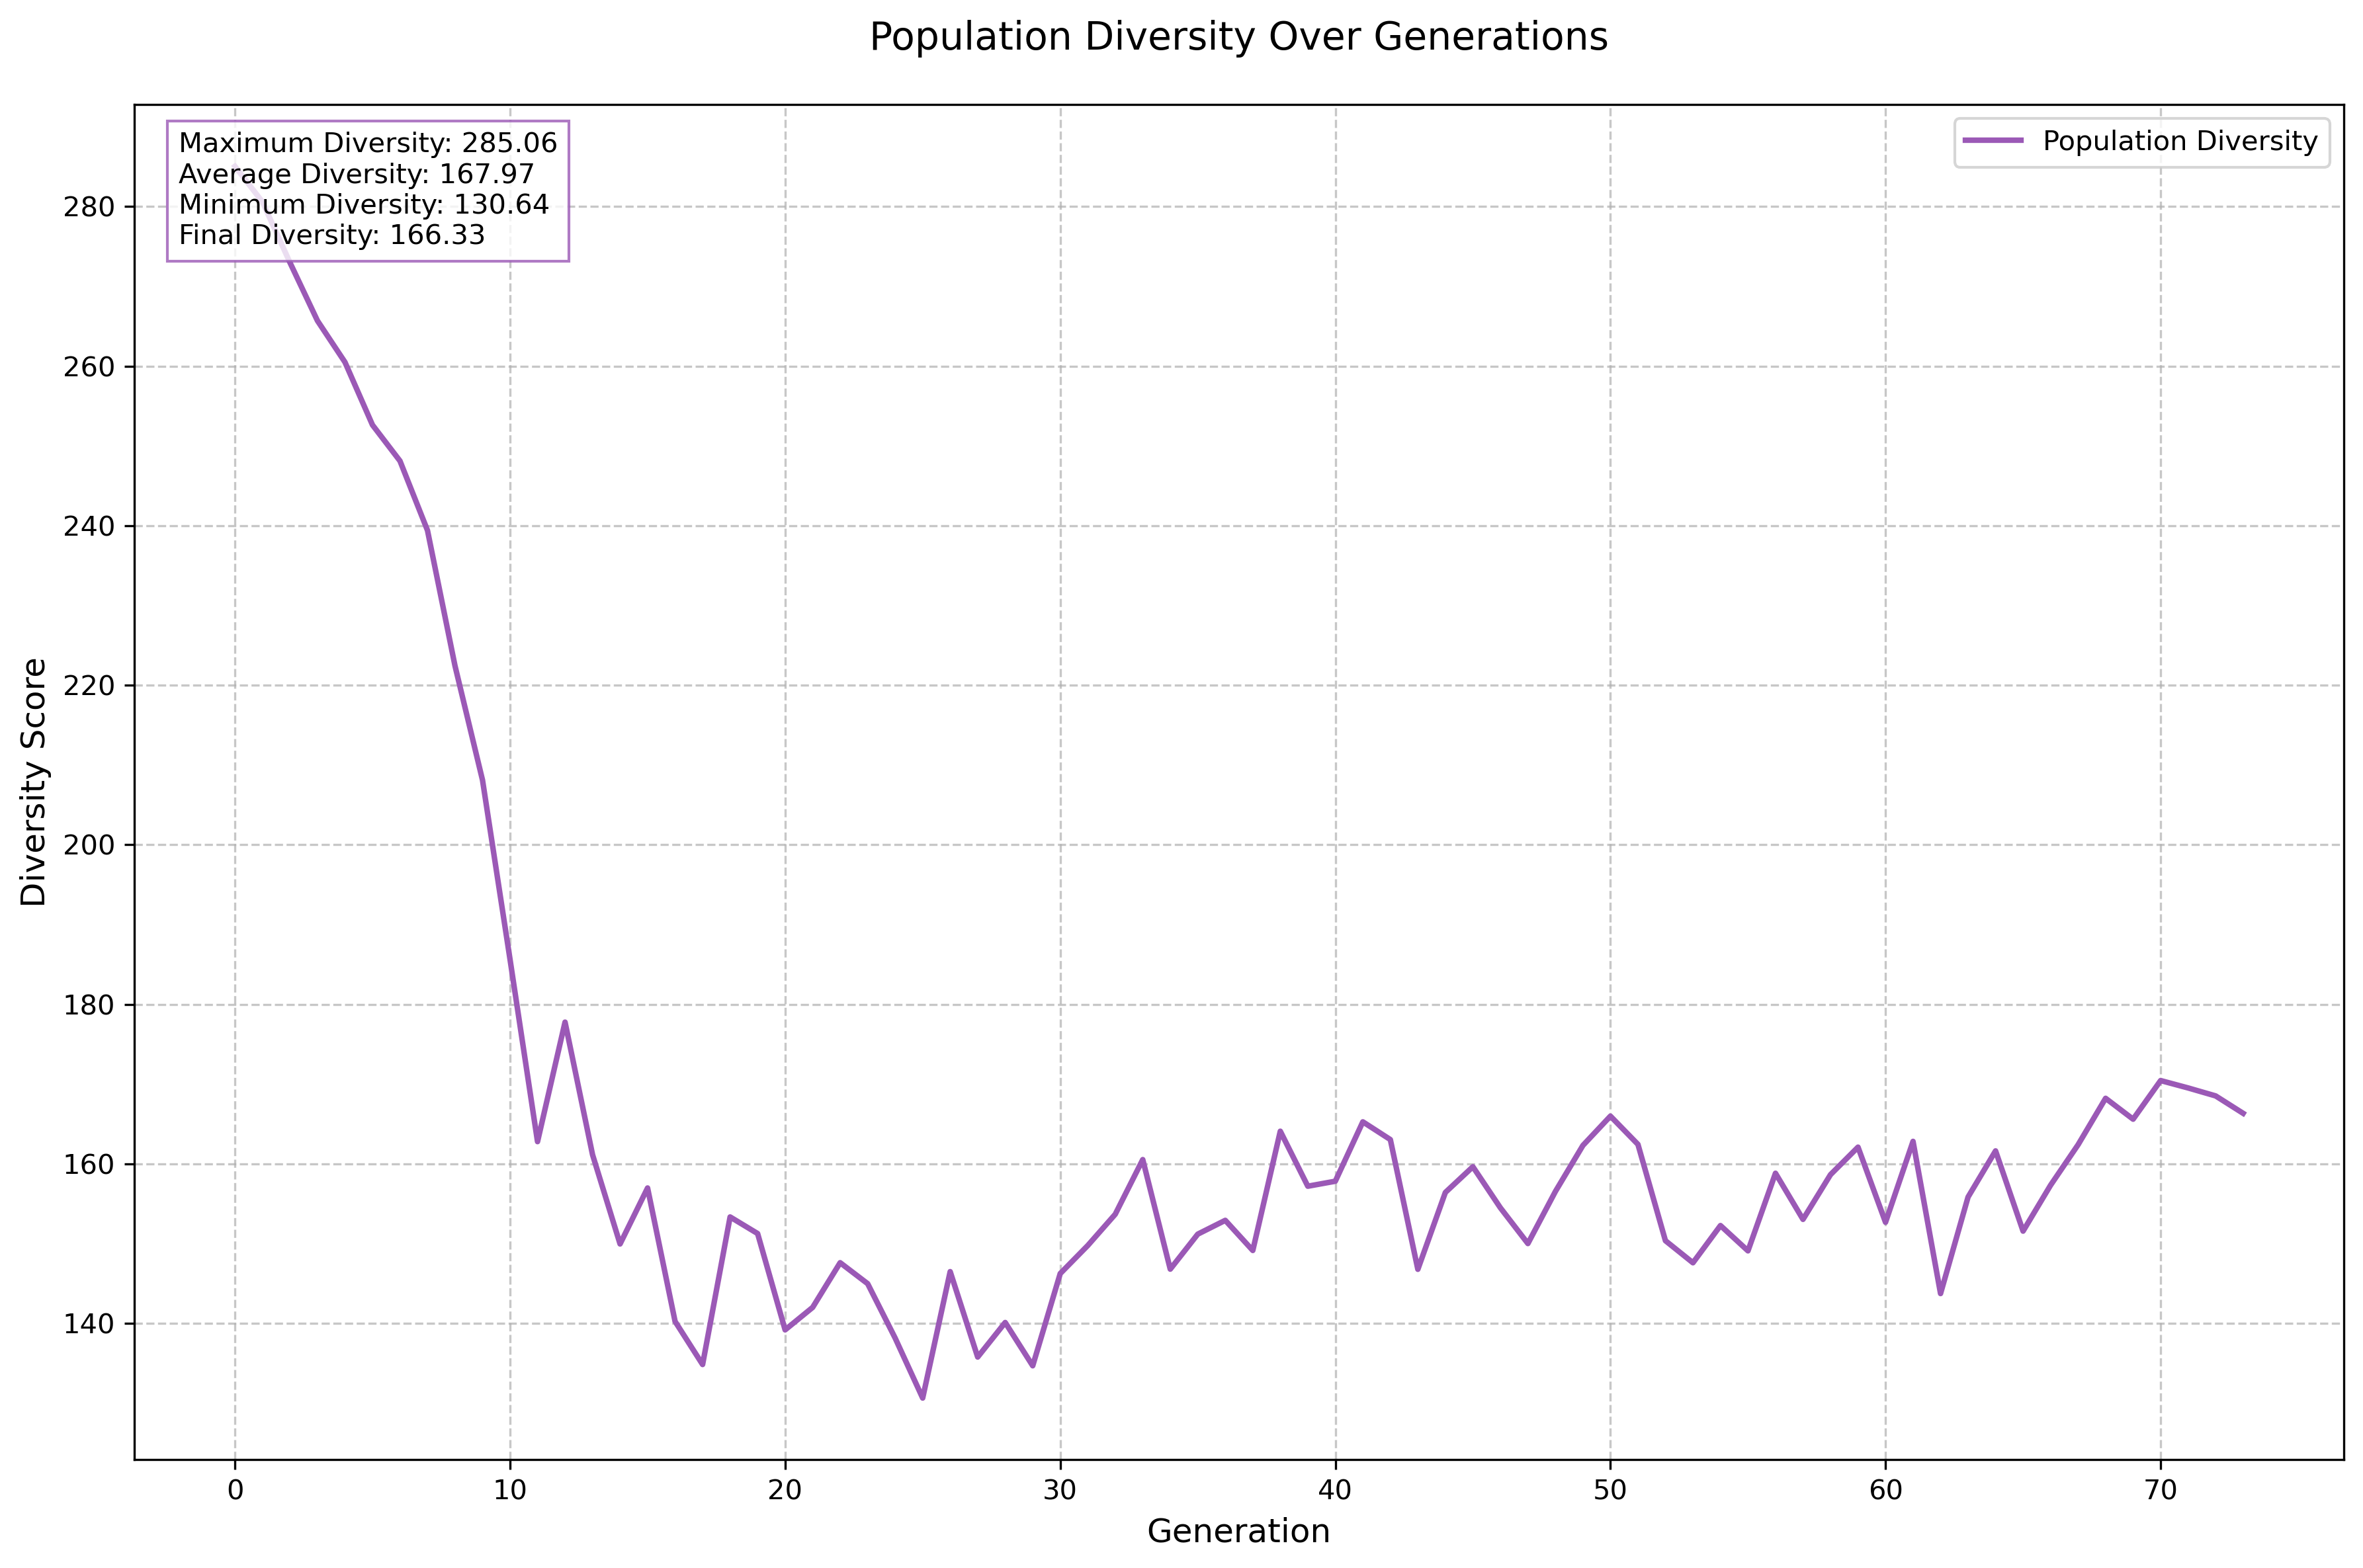 Population Diversity Over Generations
Maximum Diversity: 285.06
Average Diversity: 167.97
Minimum Diversity: 130.64
Final Diversity: 166.33
Population Diversity
Diversity Score
280
260
240
220
200
180
160
140
0 10 20 30 40 50 60 70
Generation